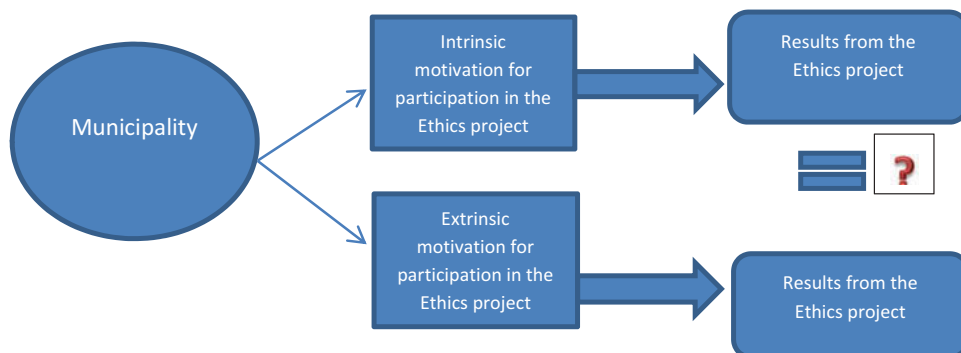 Municipality
Intrinsic
motivation for
participation in the
Ethics project
Results from the
Ethics project
?
Extrinsic
motivation for
participation in the
Ethics project
Results from the
Ethics project